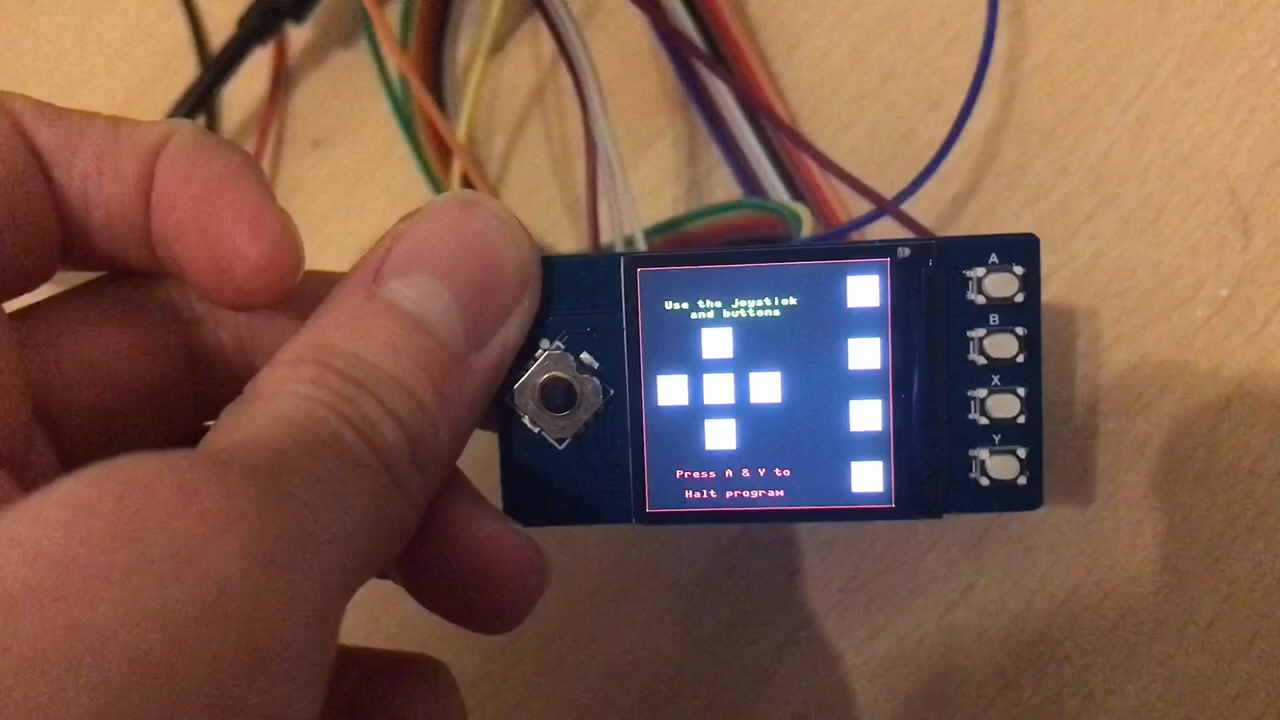 Use the joystick
and buttons
Press A & Y to
Halt program
A
B
X
Y